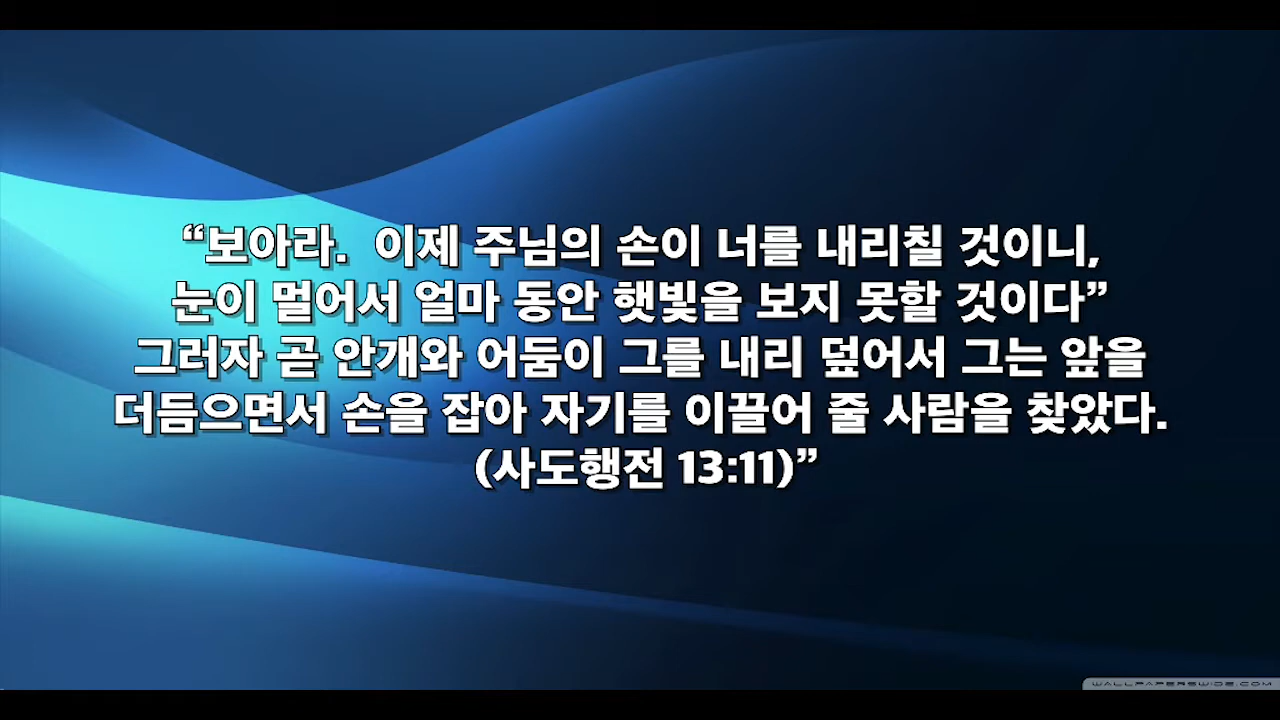 “보아라.  이제 주님의 손이 너를 내리칠 것이니,
눈이 멀어서 얼마 동안 햇빛을 보지 못할 것이다”
그러자 곧 안개와 어둠이 그를 내리 덮어서 그는 앞을
더듬으면서 손을 잡아 자기를 이끌어 줄 사람을 찾았다.
(사도행전 13:11)”
WALLPAPERSWIDE.COM